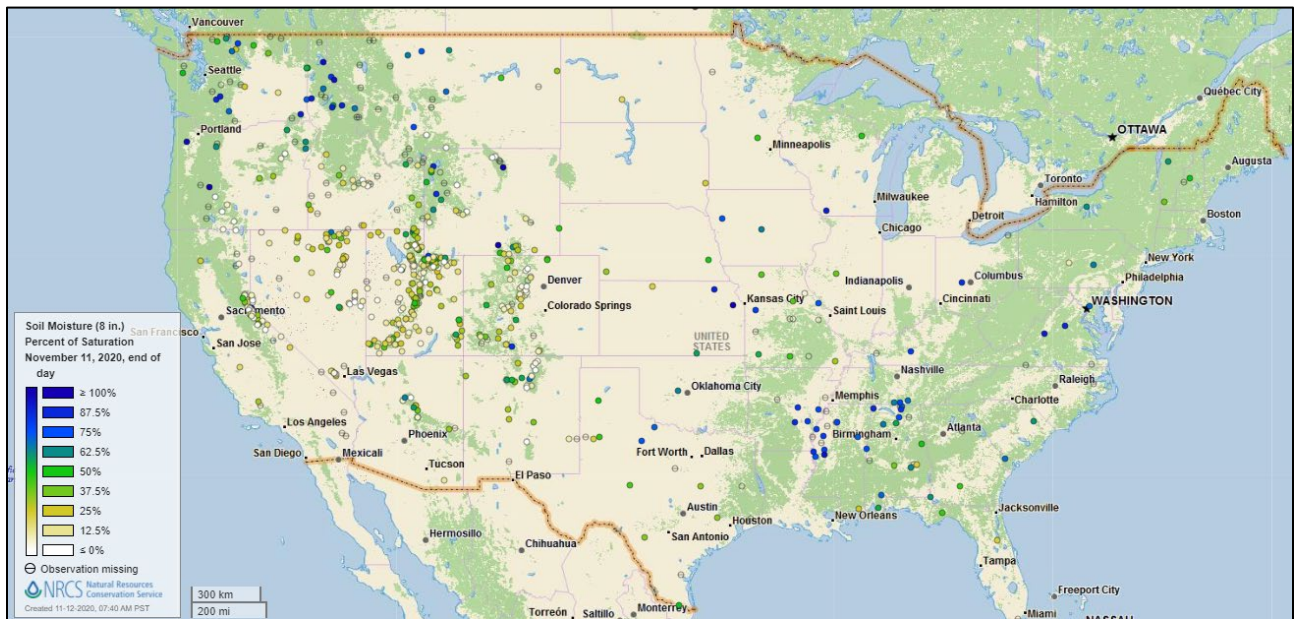 Vancouver
Seattle
Québec City
OTTAWA
Portland
Minneapolis
Augusta
Toronto
Milwaukee
Hamilton
Boston
Detroit
Chicago
New York
Indianapolis
Columbus
Philadelphia
Denver
Cincinnati
WASHINGTON
Colorado Springs
Kansas City
Sacramento
Saint Louis
San Francisco
UNITED
STATES
San Jose
Las Vegas
Nashville
Raleigh
Oklahoma City
Memphis
Charlotte
Los Angeles
Phoenix
Birmingham
Atlanta
San Diego
Mexicali
Fort Worth
Dallas
Tucson
El Paso
Austin
Jacksonville
Houston
New Orleans
Hermosillo
San Antonio
Chihuahua
Tampa
Freeport City
Torreón
Saltillo
Monterrey
Miami
NASSAU
Soil Moisture (8 in.)
Percent of Saturation
November 11, 2020, end of
day
≥ 100%
87.5%
75%
62.5%
50%
37.5%
25%
12.5%
≤ 0%
Observation missing
NRCS Natural Resources
Conservation Service
Created 11-12-2020, 07:40 AM PST
300 km
200 mi